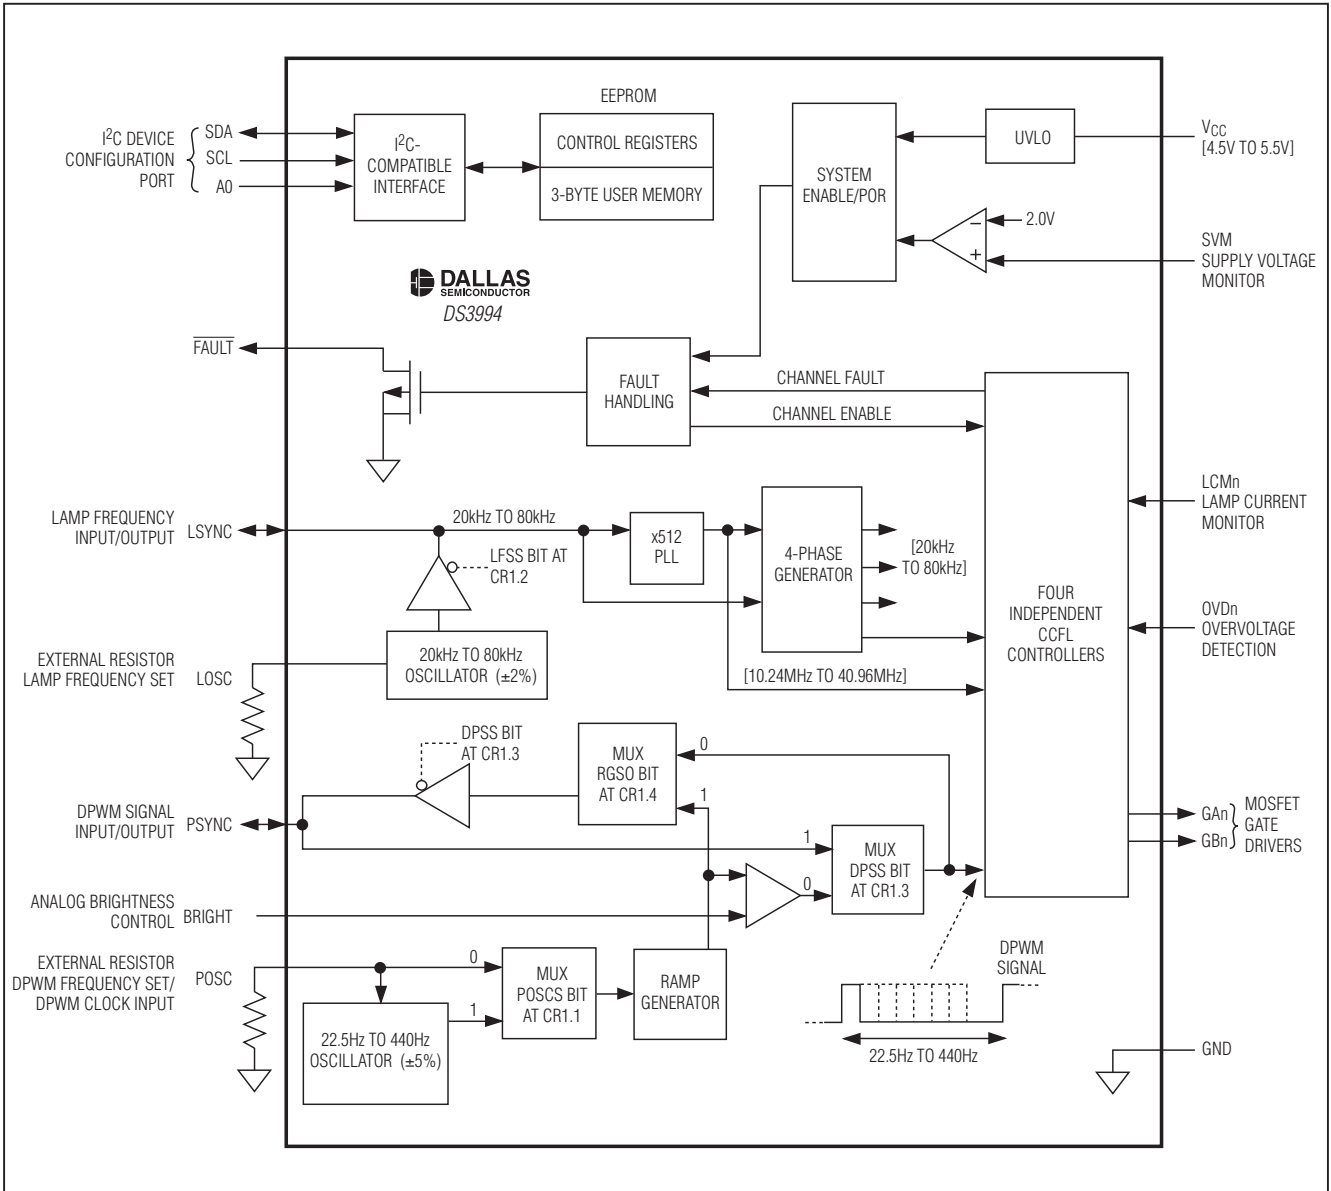 EEPROM
I2C DEVICE
CONFIGURATION
PORT
SDA
SCL
A0
I2C-
COMPATIBLE
INTERFACE
CONTROL REGISTERS
3-BYTE USER MEMORY
SYSTEM
ENABLE/POR
UVLO
VCC
[4.5V TO 5.5V]
2.0V
−
+
SVM
SUPPLY VOLTAGE
MONITOR
DALLAS
SEMICONDUCTOR
DS3994
FAULT
FAULT
HANDLING
CHANNEL FAULT
CHANNEL ENABLE
LAMP FREQUENCY
INPUT/OUTPUT
LSYNC
20kHz TO 80kHz
x512
PLL
4-PHASE
GENERATOR
[20kHz
TO 80kHz]
LFSS BIT AT
CR1.2
LCMn
LAMP CURRENT
MONITOR
FOUR
INDEPENDENT
CCFL
CONTROLLERS
OVDn
OVERVOLTAGE
DETECTION
EXTERNAL RESISTOR
LAMP FREQUENCY SET
LOSC
20kHz TO 80kHz
OSCILLATOR (±2%)
[10.24MHz TO 40.96MHz]
DPSS BIT
AT CR1.3
MUX
RGSO BIT
AT CR1.4
0
1
DPWM SIGNAL
INPUT/OUTPUT
PSYNC
1
0
MUX
DPSS BIT
AT CR1.3
GAn
GBn
MOSFET
GATE
DRIVERS
ANALOG BRIGHTNESS
CONTROL
BRIGHT
EXTERNAL RESISTOR
DPWM FREQUENCY SET/
DPWM CLOCK INPUT
POSC
0
1
MUX
POSCS BIT
AT CR1.1
RAMP
GENERATOR
22.5Hz TO 440Hz
OSCILLATOR (±5%)
DPWM
SIGNAL
22.5Hz TO 440Hz
GND